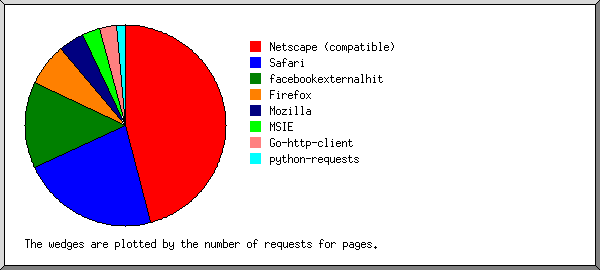 Netscape (compatible)
Safari
facebookexternalhit
Firefox
Mozilla
MSIE
Go-http-client
python-requests
The wedges are plotted by the number of requests for pages.